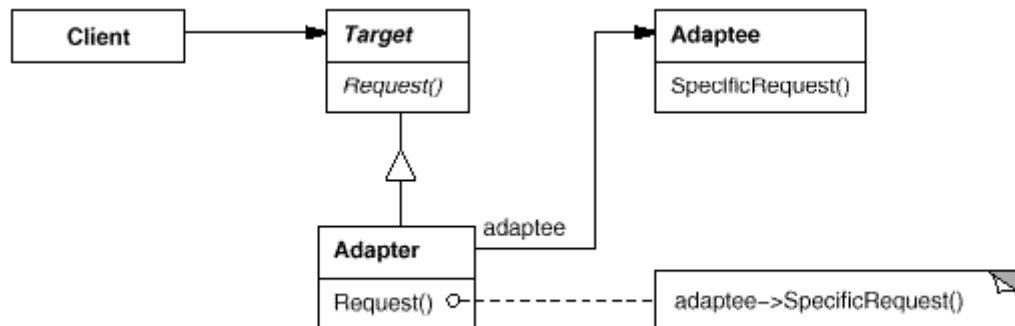 Client
Target
Request()
Adaptee
SpecificRequest()
adaptee
Adapter
Request()
adaptee->SpecificRequest()